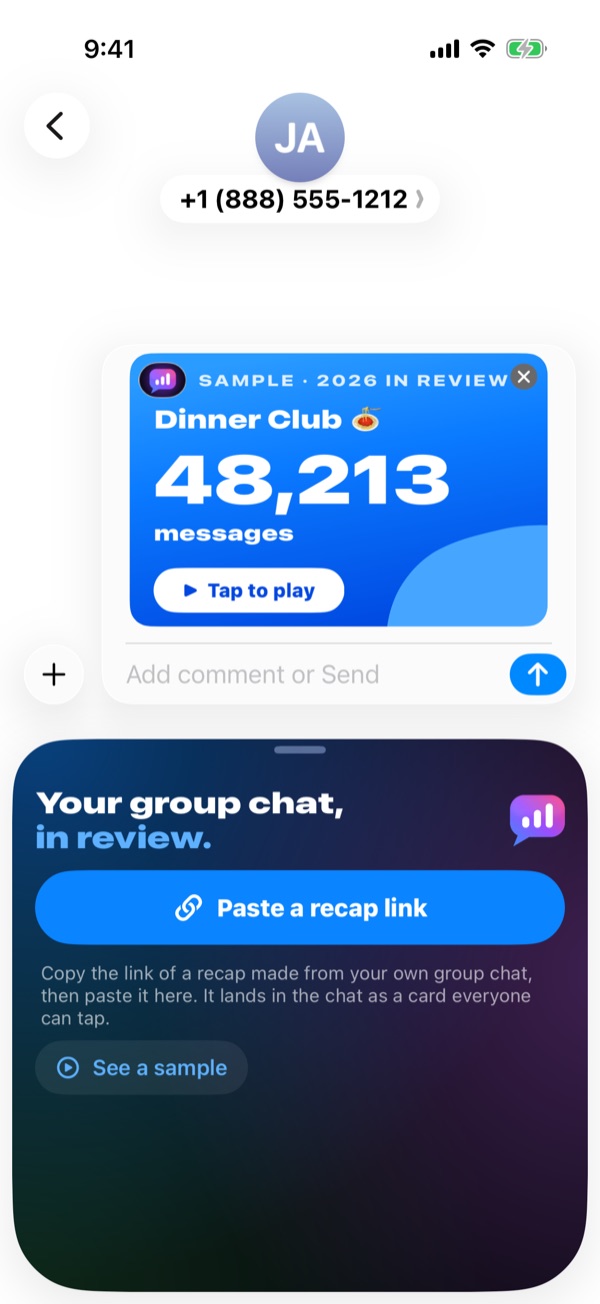 9:41
JA
+1 (888) 555-1212
SAMPLE · 2026 IN REVIEW
Dinner Club 🍝
48,213
messages
Tap to play
Add comment or Send
Your group chat,
in review.
Paste a recap link
Copy the link of a recap made from your own group chat,
then paste it here. It lands in the chat as a card everyone
can tap.
See a sample